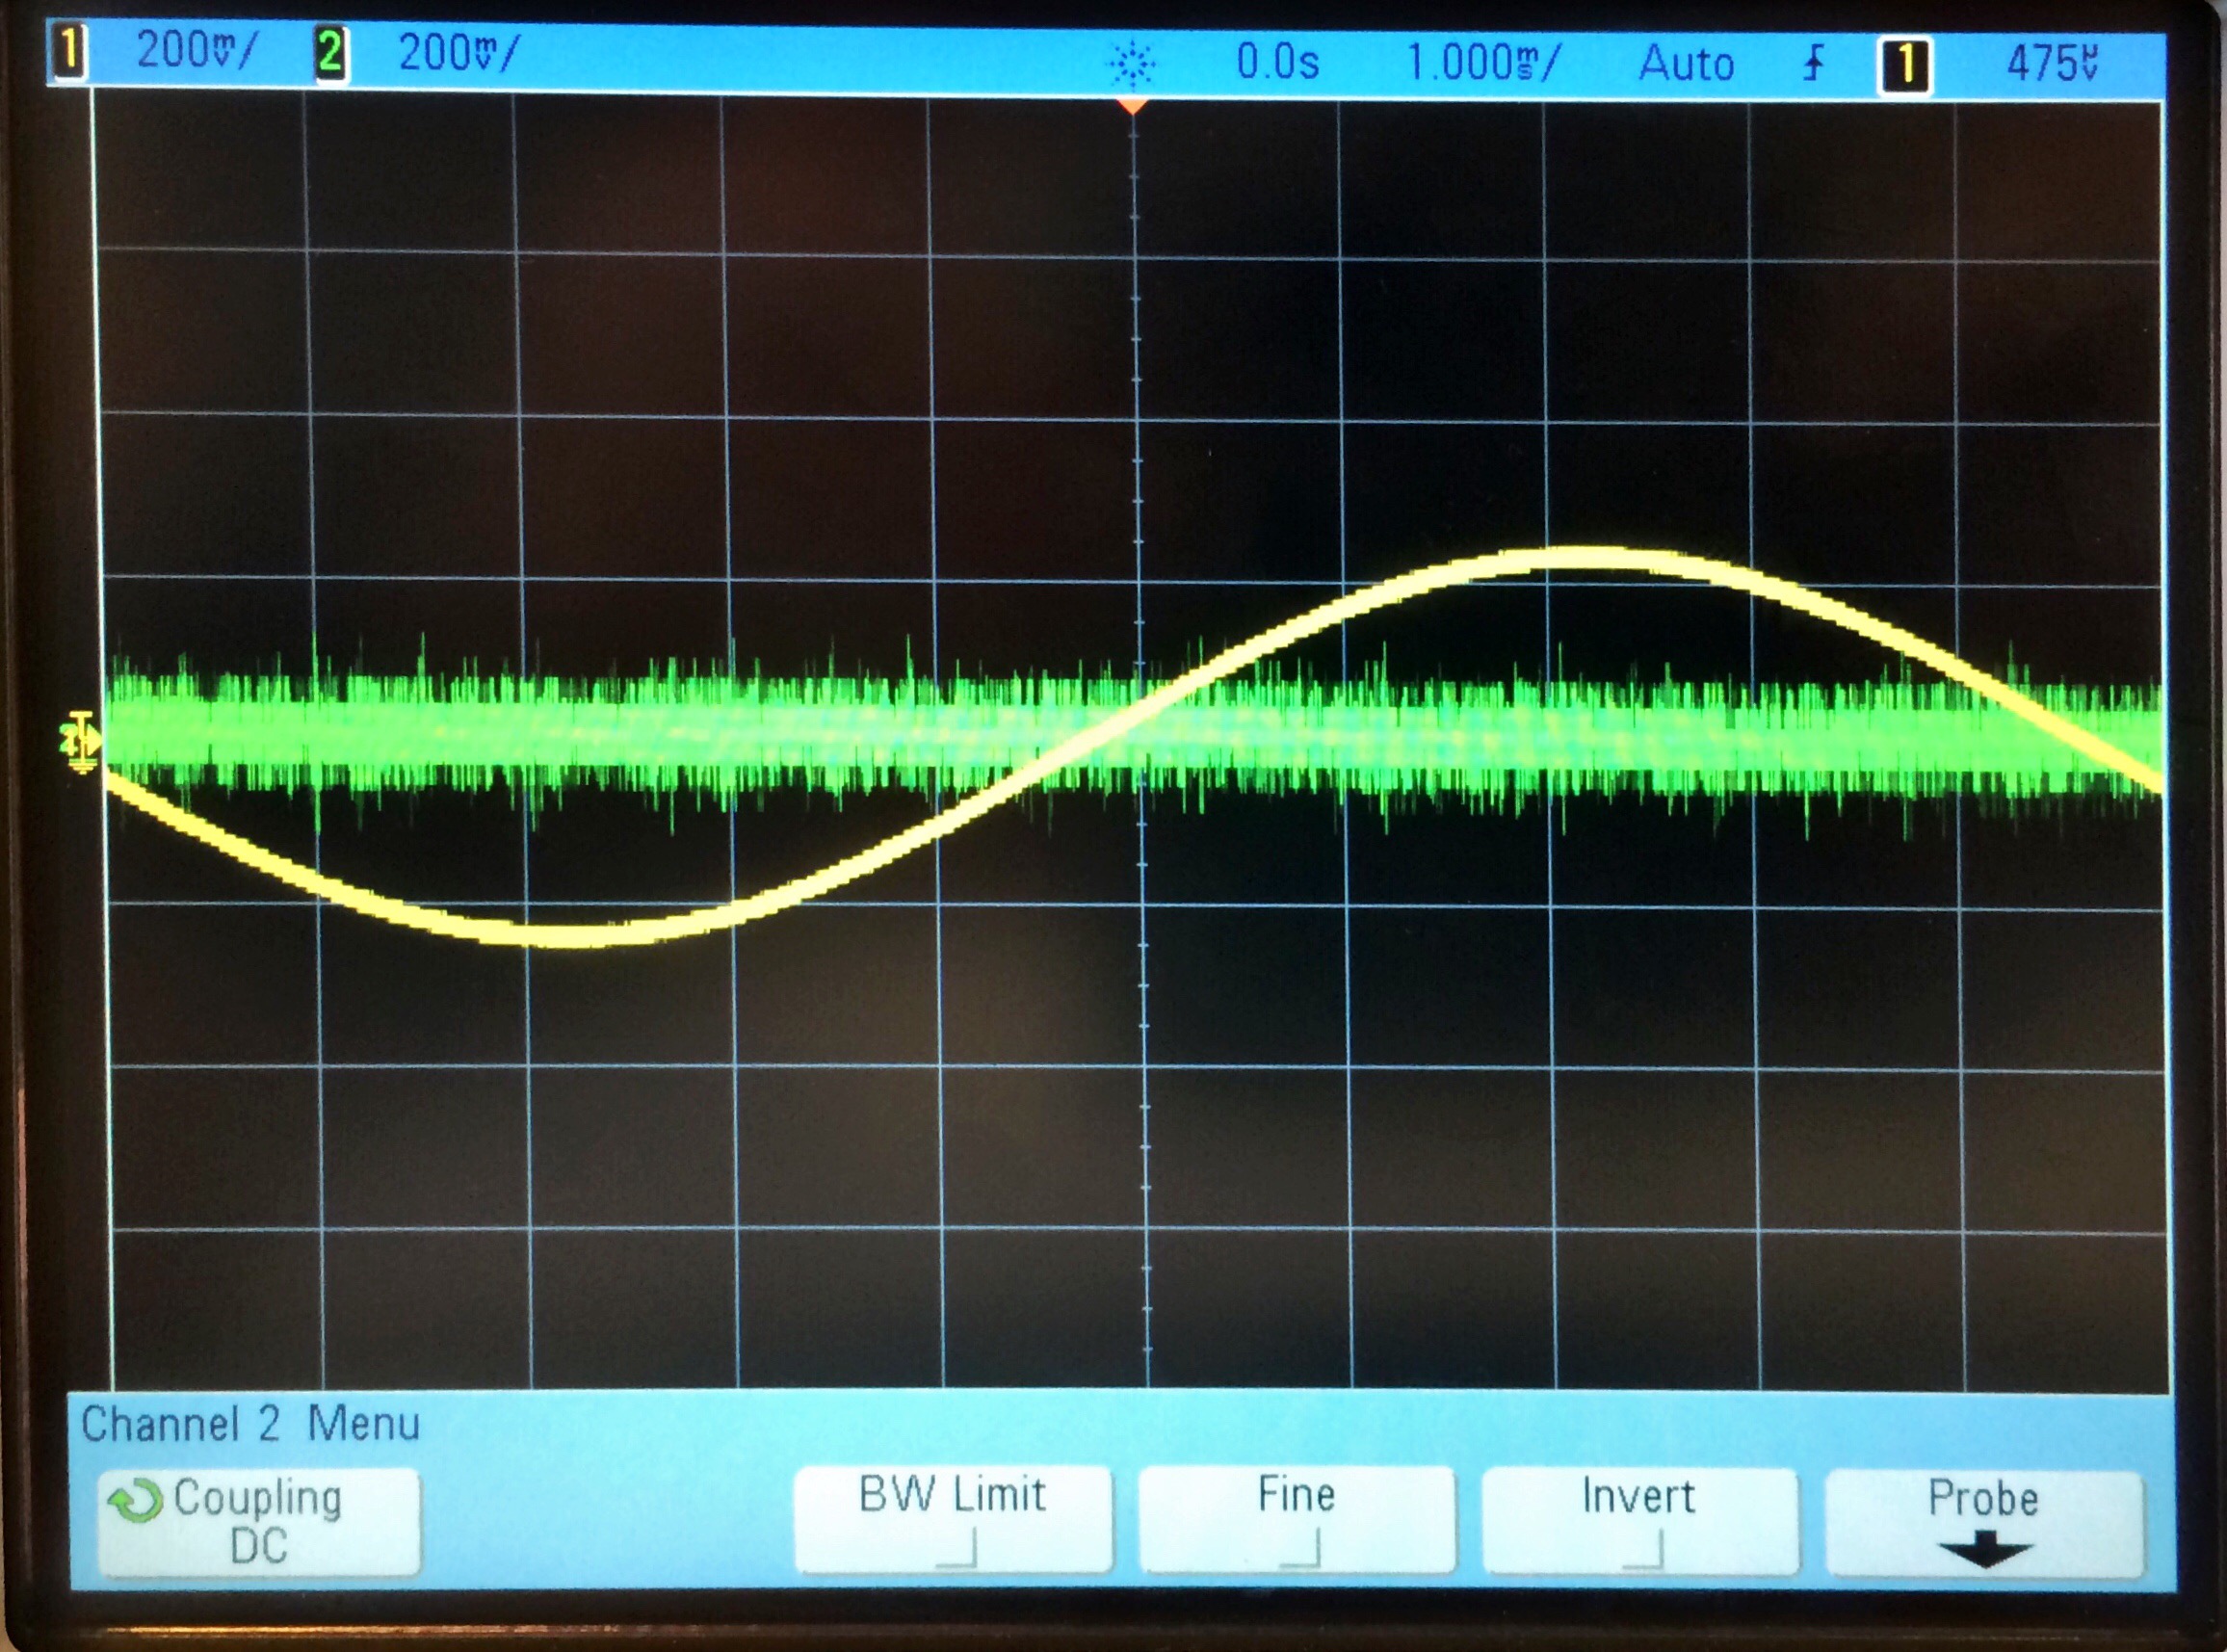 1 200mV/ 2 200mV/ 0.0s 1.000ms/ Auto 1 475µV
Channel 2 Menu
Coupling BW Limit Fine Invert Probe
DC